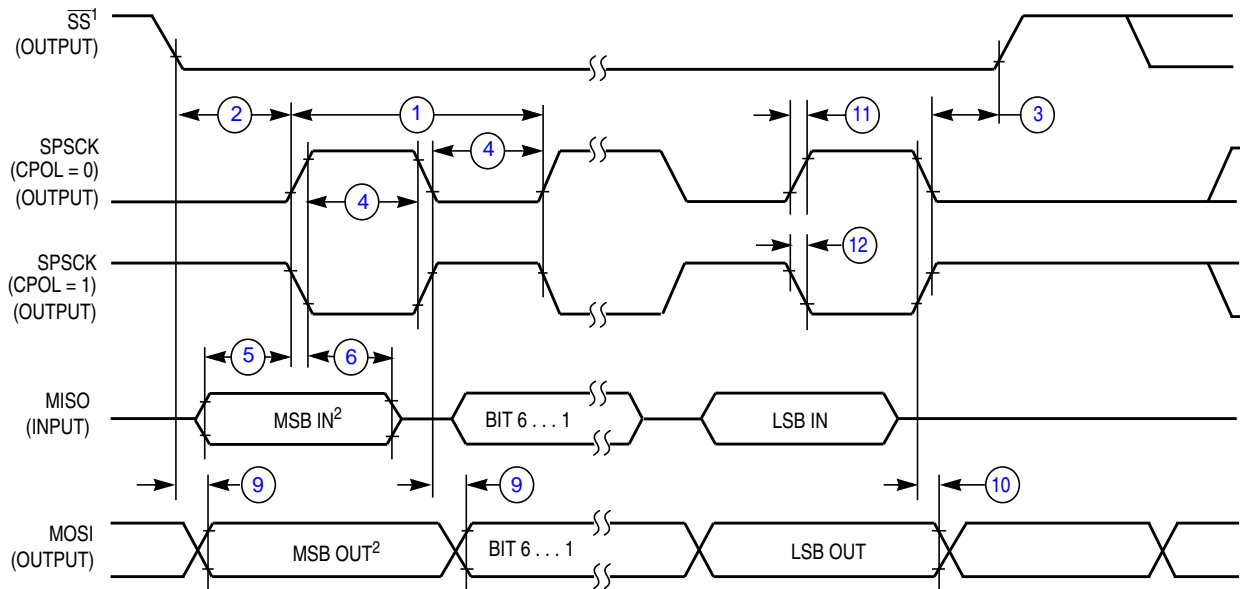 SS¹
(OUTPUT)
2
1
11
3
SPSCK
(CPOL = 0)
(OUTPUT)
4
4
12
SPSCK
(CPOL = 1)
(OUTPUT)
5
6
MISO
(INPUT)
MSB IN²
BIT 6 . . . 1
LSB IN
9
9
10
MOSI
(OUTPUT)
MSB OUT²
BIT 6 . . . 1
LSB OUT